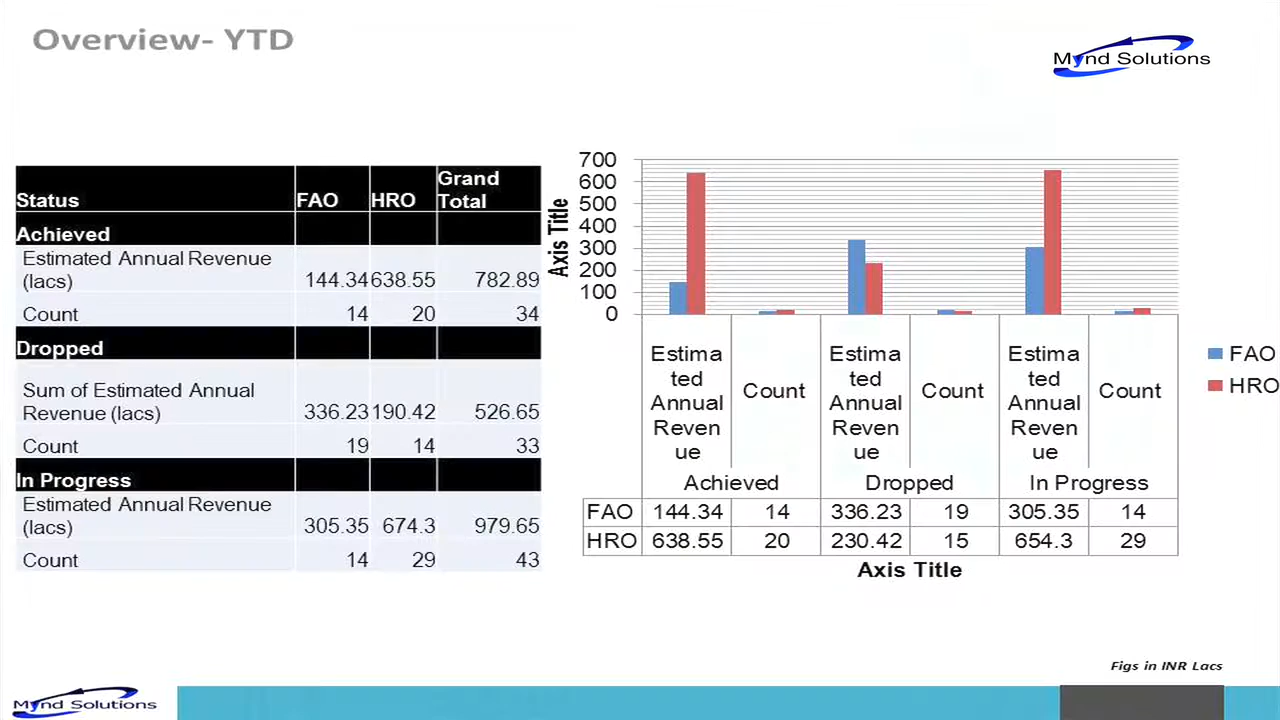 Overview- YTD
Mynd Solutions
Status FAO HRO Grand Total
Achieved
Estimated Annual Revenue (lacs) 144.34 638.55 782.89
Count 14 20 34
Dropped
Sum of Estimated Annual Revenue (lacs) 336.23 190.42 526.65
Count 19 14 33
In Progress
Estimated Annual Revenue (lacs) 305.35 674.3 979.65
Count 14 29 43
Axis Title
700
600
500
400
300
200
100
0
Estimated Annual Revenue Count Estimated Annual Revenue Count Estimated Annual Revenue Count
Achieved Dropped In Progress
FAO 144.34 14 336.23 19 305.35 14
HRO 638.55 20 230.42 15 654.3 29
Axis Title
FAO
HRO
Figs in INR Lacs
Mynd Solutions